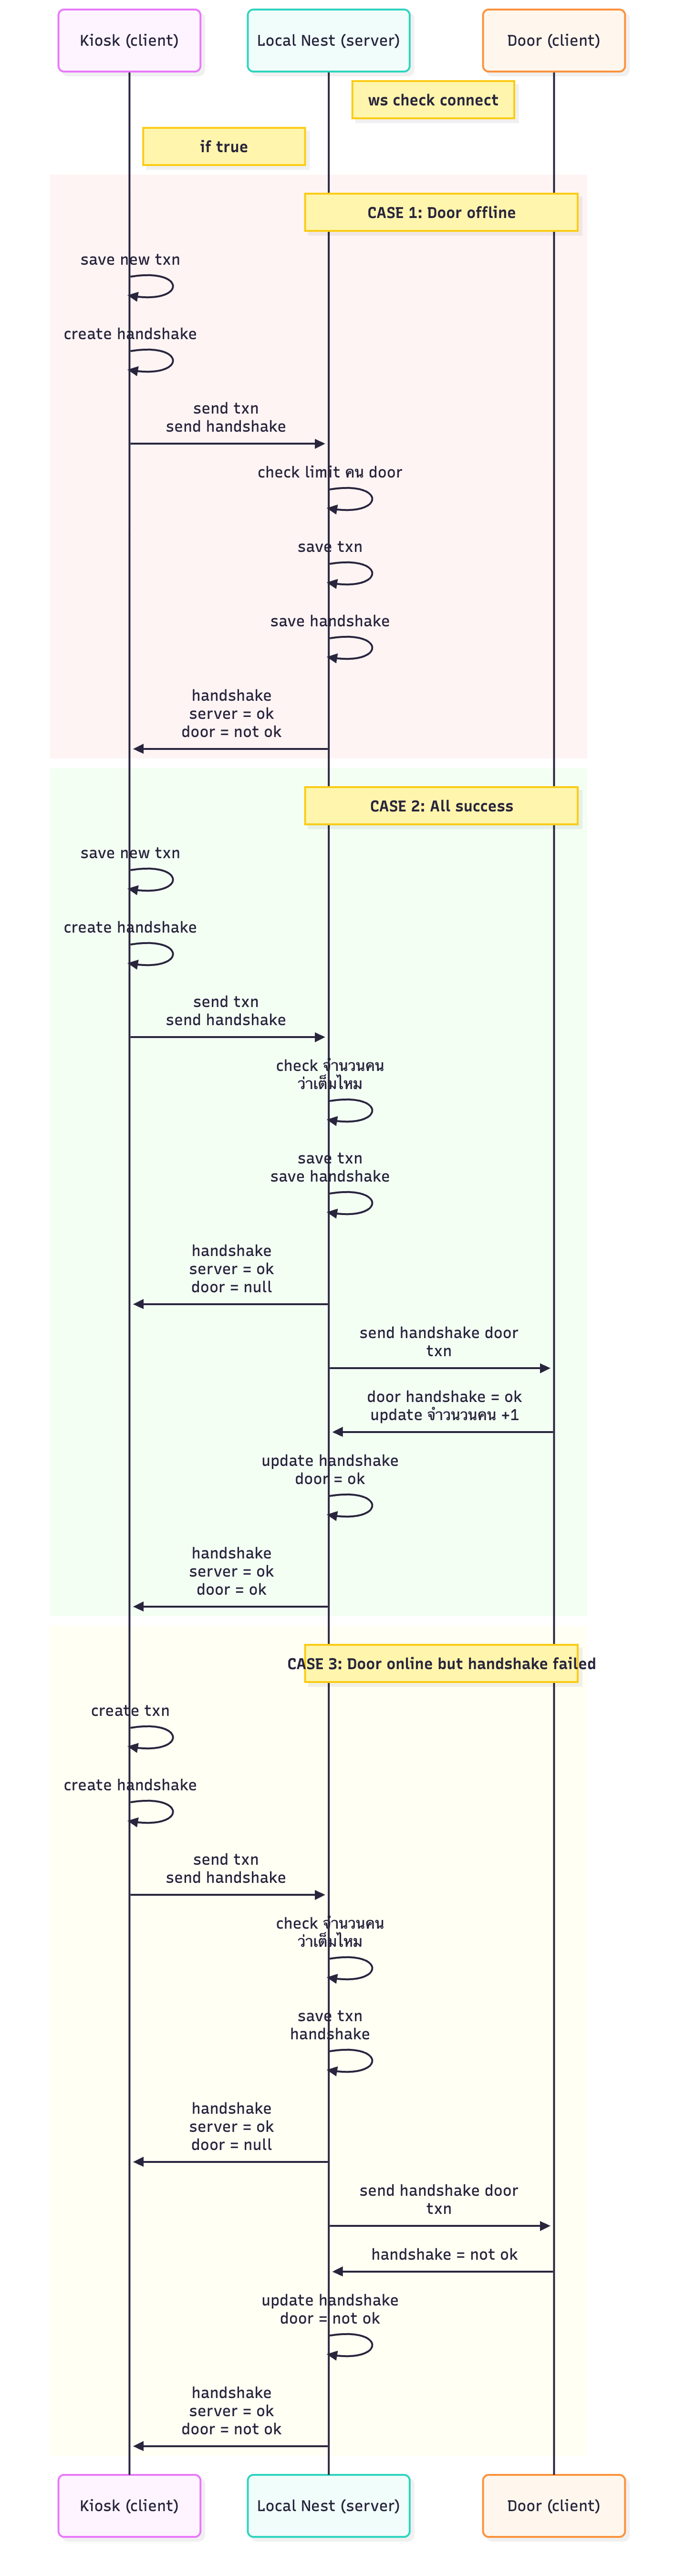 Kiosk (client)
Local Nest (server)
Door (client)
ws check connect
if true
CASE 1: Door offline
save new txn
create handshake
send txn
send handshake
check limit คน door
save txn
save handshake
handshake
server = ok
door = not ok
CASE 2: All success
save new txn
create handshake
send txn
send handshake
check จำนวนคน
ว่าเต็มไหม
save txn
save handshake
handshake
server = ok
door = null
send handshake door
txn
door handshake = ok
update จำวนวนคน +1
update handshake
door = ok
handshake
server = ok
door = ok
CASE 3: Door online but handshake failed
create txn
create handshake
send txn
send handshake
check จำนวนคน
ว่าเต็มไหม
save txn
handshake
handshake
server = ok
door = null
send handshake door
txn
handshake = not ok
update handshake
door = not ok
handshake
server = ok
door = not ok
Kiosk (client)
Local Nest (server)
Door (client)